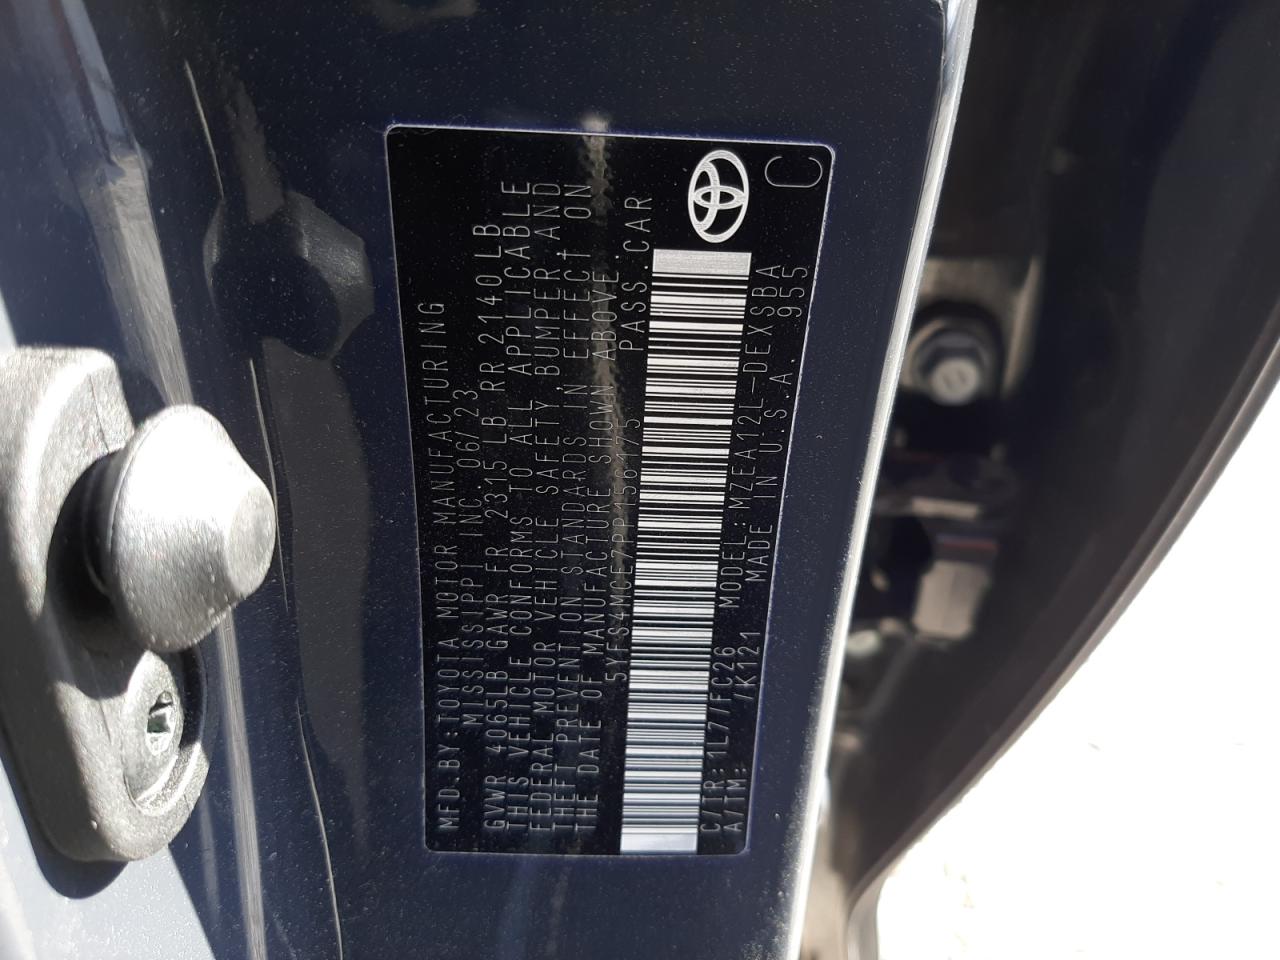 MFD.BY:TOYOTA MOTOR MANUFACTURING
MISSISSIPPI INC. 06/23
GVWR 4065LB GAWR FR 2315LB RR 2140LB
THIS VEHICLE CONFORMS TO ALL APPLICABLE
FEDERAL MOTOR VEHICLE SAFETY, BUMPER, AND
THEFT PREVENTION STANDARDS IN EFFECT ON
THE DATE OF MANUFACTURE SHOWN ABOVE.
5YFS4MCE7PP156175 PASS.CAR
C/TR:1L7/FC26 MODEL:MZEA12L-DEXSBA
A/TM: /K121 MADE IN U.S.A. 955
C